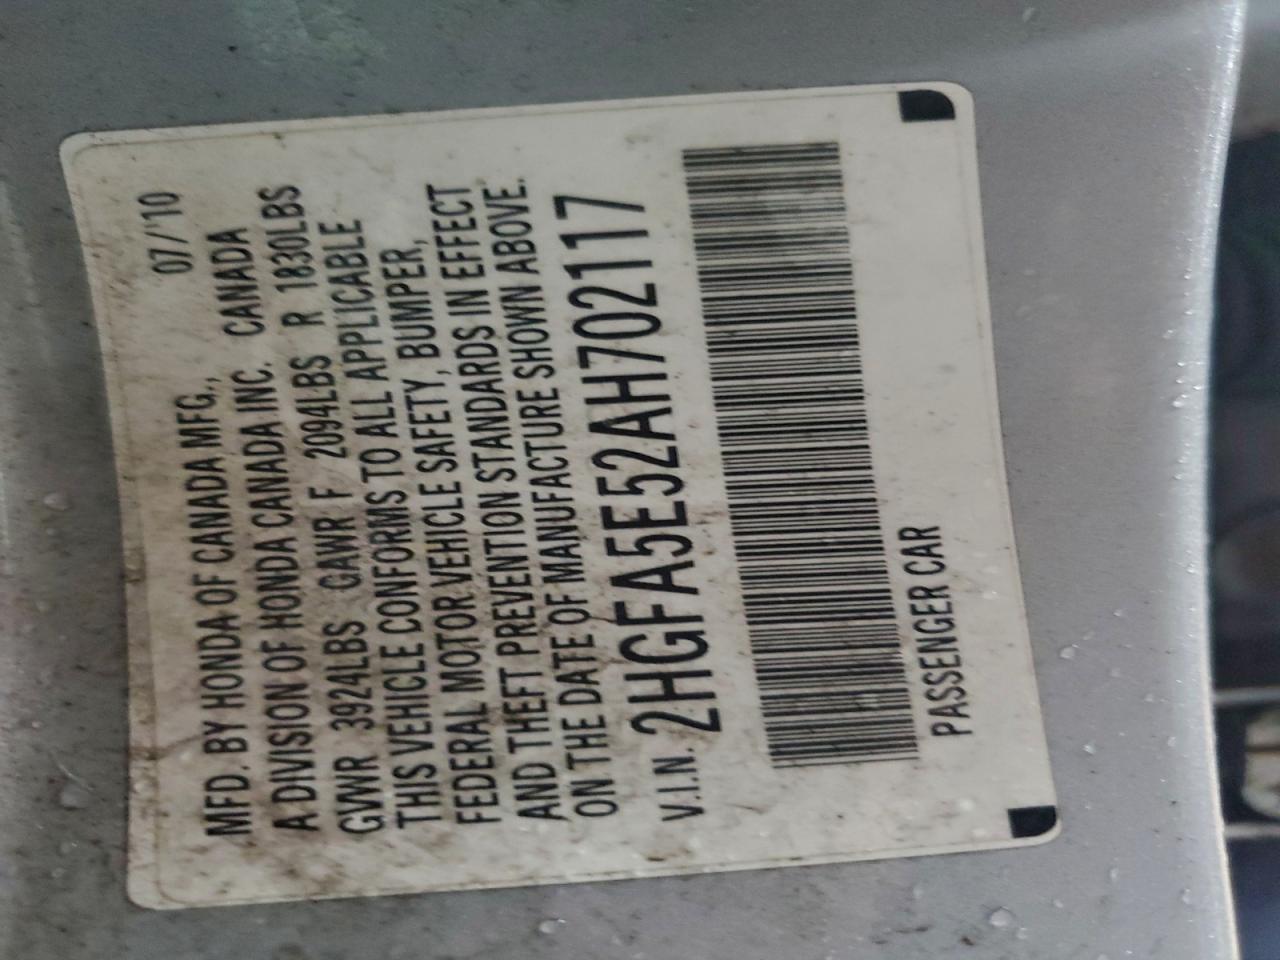 07/'10
MFD. BY HONDA OF CANADA MFG.,
A DIVISION OF HONDA CANADA INC. CANADA
GVWR 3924LBS GAWR F 2094LBS R 1830LBS
THIS VEHICLE CONFORMS TO ALL APPLICABLE
FEDERAL MOTOR VEHICLE SAFETY, BUMPER,
AND THEFT PREVENTION STANDARDS IN EFFECT
ON THE DATE OF MANUFACTURE SHOWN ABOVE.
V.I.N. 2HGFA5E52AH702117
PASSENGER CAR